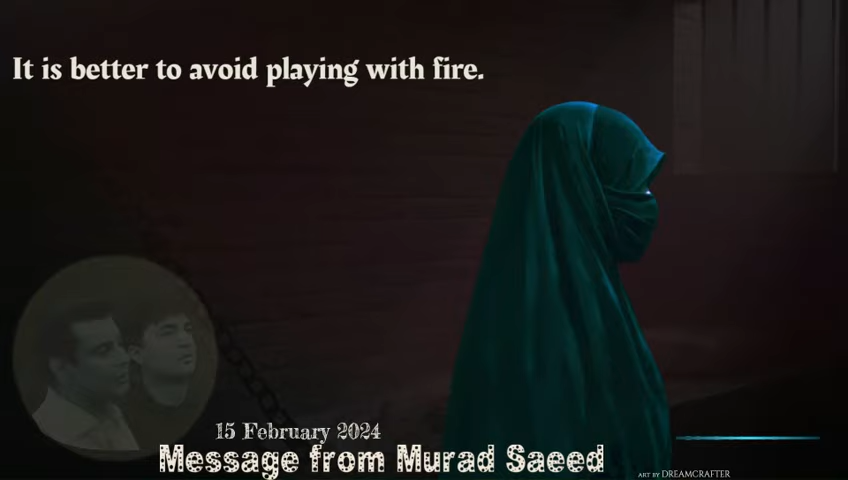 It is better to avoid playing with fire.
15 February 2024
Message from Murad Saeed
ART BY DREAMCRAFTER